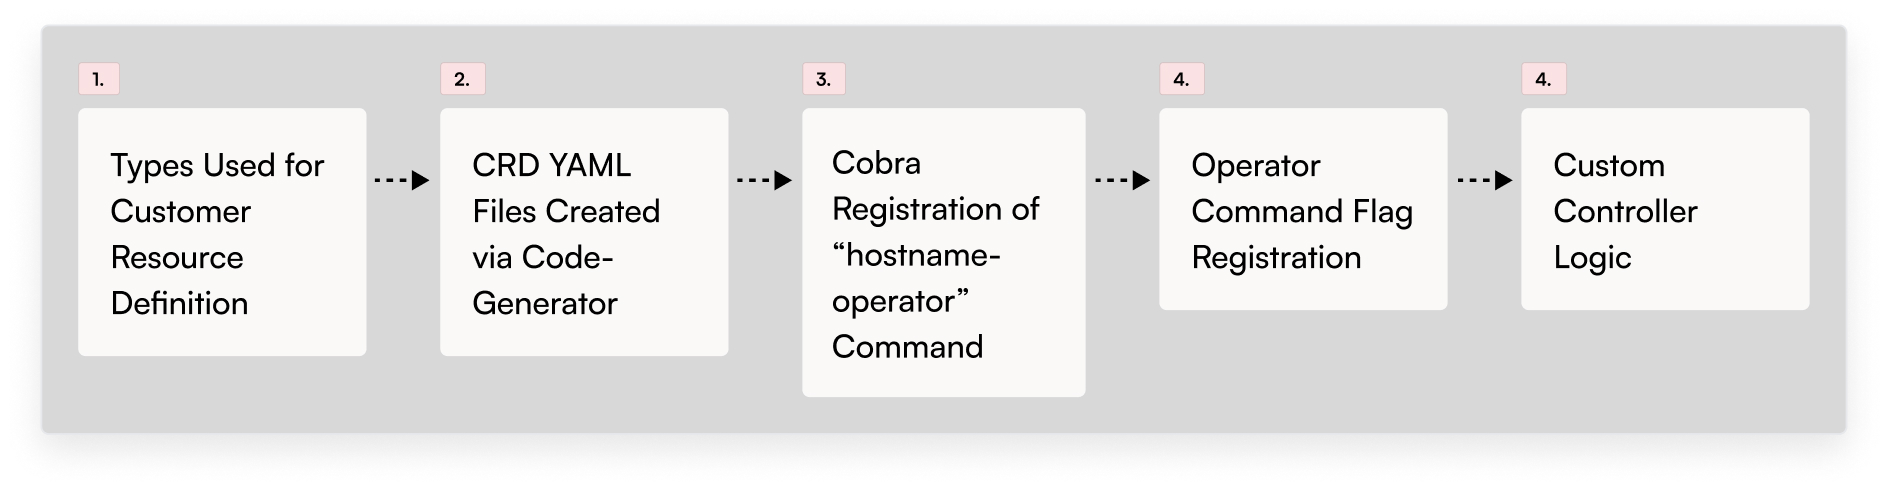 1.
Types Used for
Customer
Resource
Definition
2.
CRD YAML
Files Created
via Code-
Generator
3.
Cobra
Registration of
“hostname-
operator”
Command
4.
Operator
Command Flag
Registration
4.
Custom
Controller
Logic